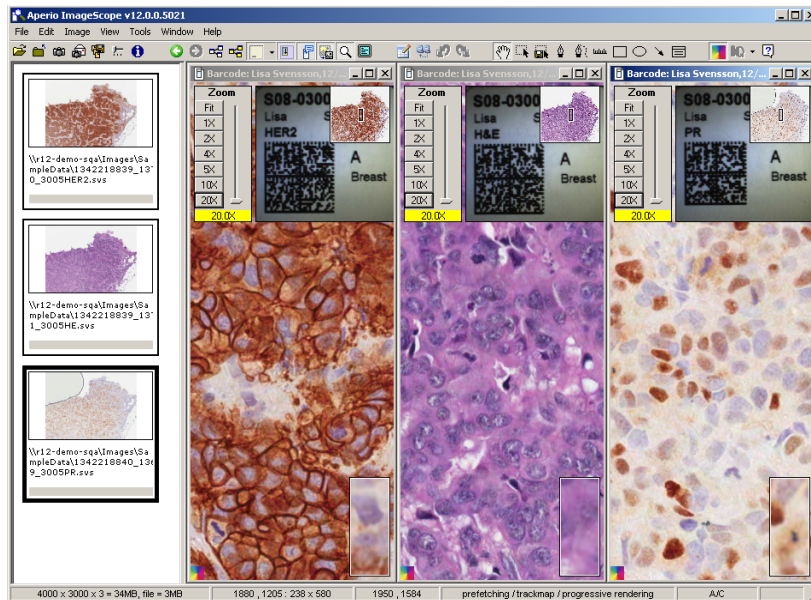 Aperio ImageScope v12.0.0.5021
File Edit Image View Tools Window Help
\\r12-demo-sqa\Images\Sa
mpleData\1342218839_13
0_3005HER2.svs
\\r12-demo-sqa\Images\Sa
mpleData\1342218839_13
1_3005HE.svs
\\r12-demo-sqa\Images\Sa
mpleData\1342218840_136
9_3005PR.svs
Barcode: Lisa Svensson,12/...
Zoom
Fit
1X
2X
4X
5X
10X
20X
20.0X
S08-0300
Lisa S
HER2
A
Breast
Barcode: Lisa Svensson,12/...
Zoom
Fit
1X
2X
4X
5X
10X
20X
20.0X
S08-0300
Lisa S
H&E
A
Breast
Barcode: Lisa Svensson,12/...
Zoom
Fit
1X
2X
4X
5X
10X
20X
20.0X
S08-0300
Lisa
PR
A
Breast
4000 x 3000 x 3 = 34MB, file = 3MB
1880 , 1205 : 238 x 580
1950 , 1584
prefetching / trackmap / progressive rendering
A/C